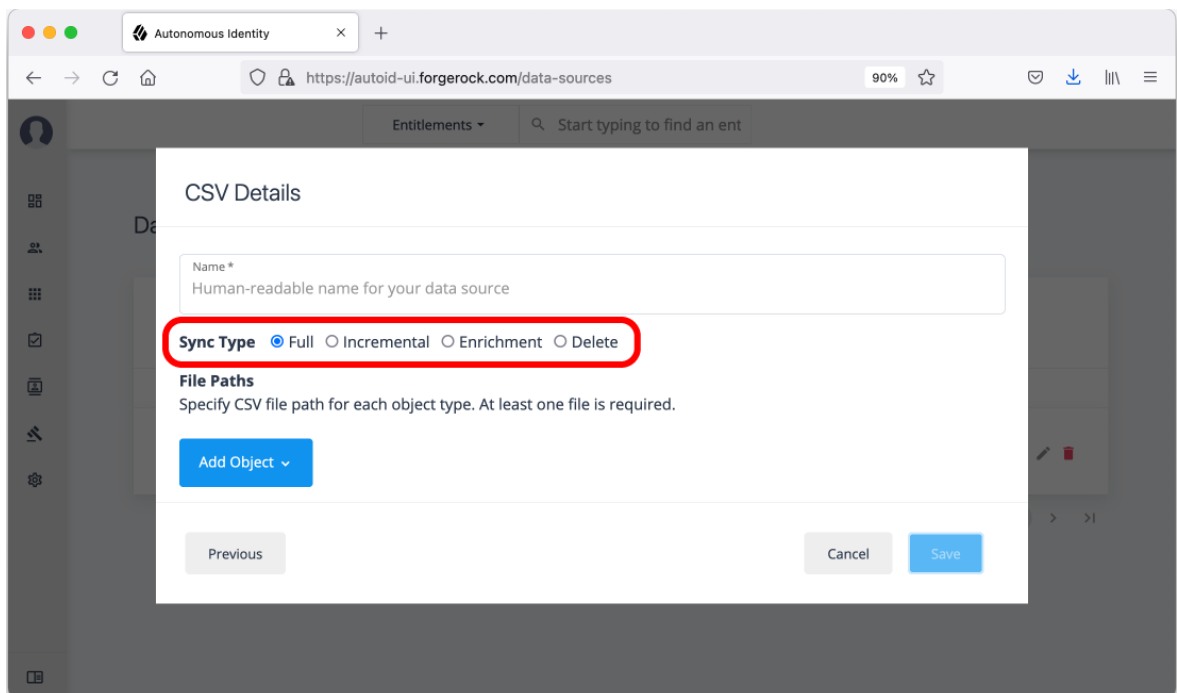 Autonomous Identity
https://autoid-ui.forgerock.com/data-sources
90%
Entitlements
Start typing to find an ent
Da
CSV Details
Name *
Human-readable name for your data source
Sync Type Full Incremental Enrichment Delete
File Paths
Specify CSV file path for each object type. At least one file is required.
Add Object
Previous
Cancel
Save